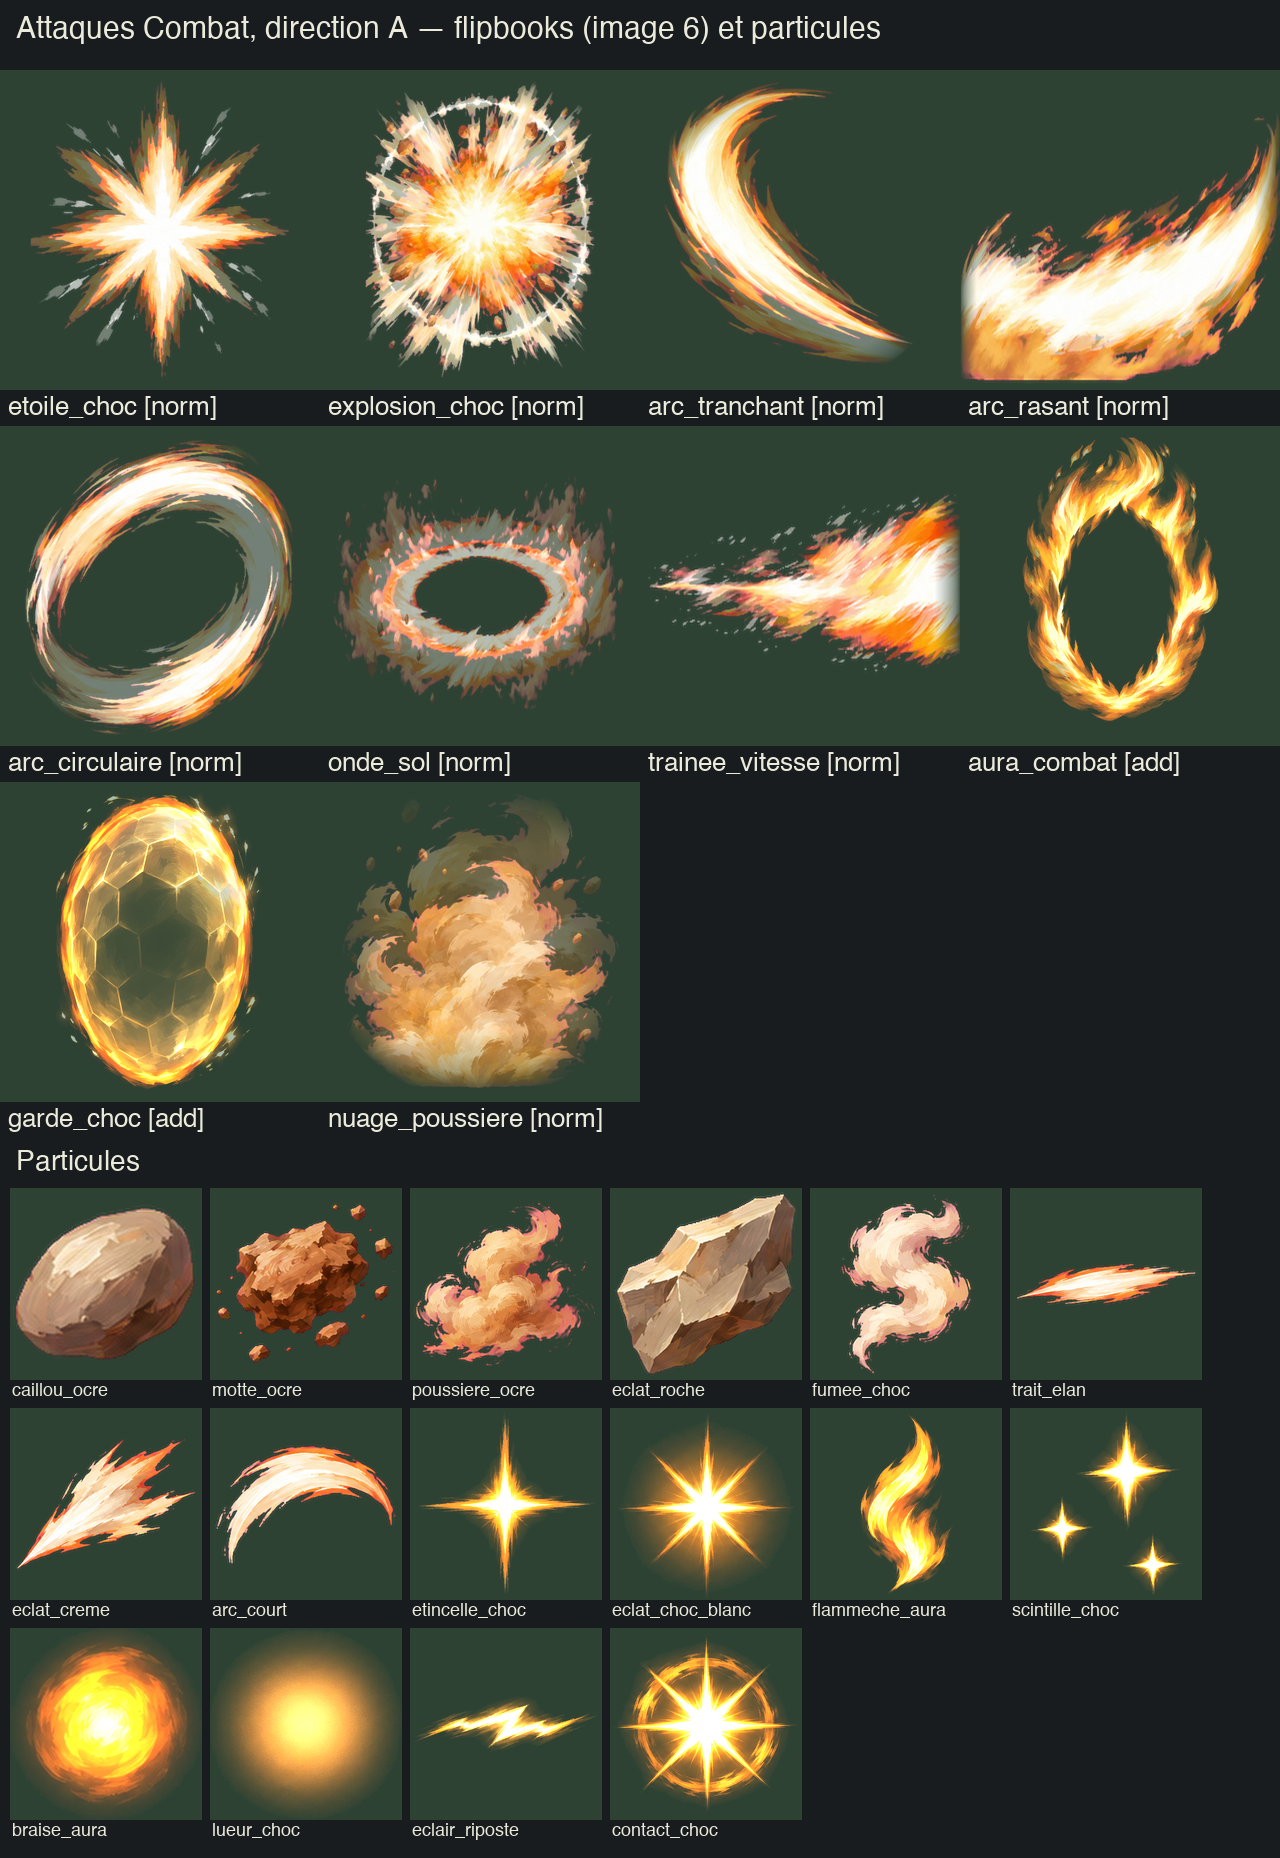 Attaques Combat, direction A — flipbooks (image 6) et particules
etoile_choc [norm]
explosion_choc [norm]
arc_tranchant [norm]
arc_rasant [norm]
arc_circulaire [norm]
onde_sol [norm]
trainee_vitesse [norm]
aura_combat [add]
garde_choc [add]
nuage_poussiere [norm]
Particules
caillou_ocre
motte_ocre
poussiere_ocre
eclat_roche
fumee_choc
trait_elan
eclat_creme
arc_court
etincelle_choc
eclat_choc_blanc
flammeche_aura
scintille_choc
braise_aura
lueur_choc
eclair_riposte
contact_choc